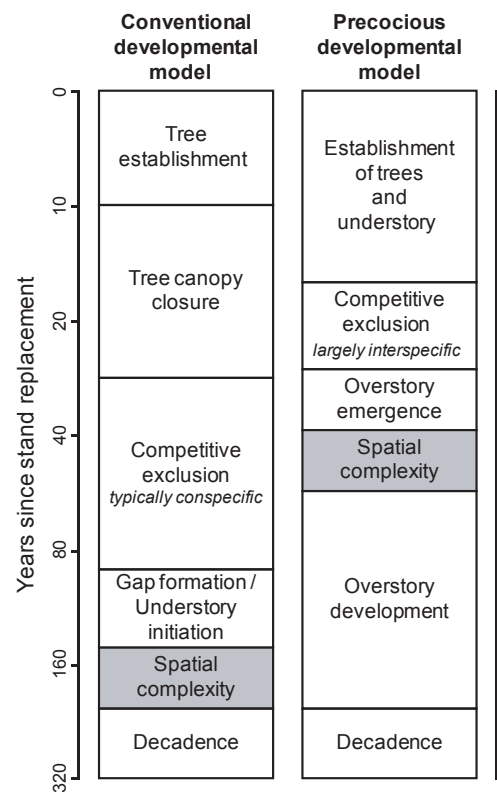 Conventional
developmental
model
Precocious
developmental
model
Years since stand replacement
0
10
20
40
80
160
320
Tree
establishment
Tree canopy
closure
Competitive
exclusion
typically conspecific
Gap formation /
Understory
initiation
Spatial
complexity
Decadence
Establishment
of trees
and
understory
Competitive
exclusion
largely interspecific
Overstory
emergence
Spatial
complexity
Overstory
development
Decadence